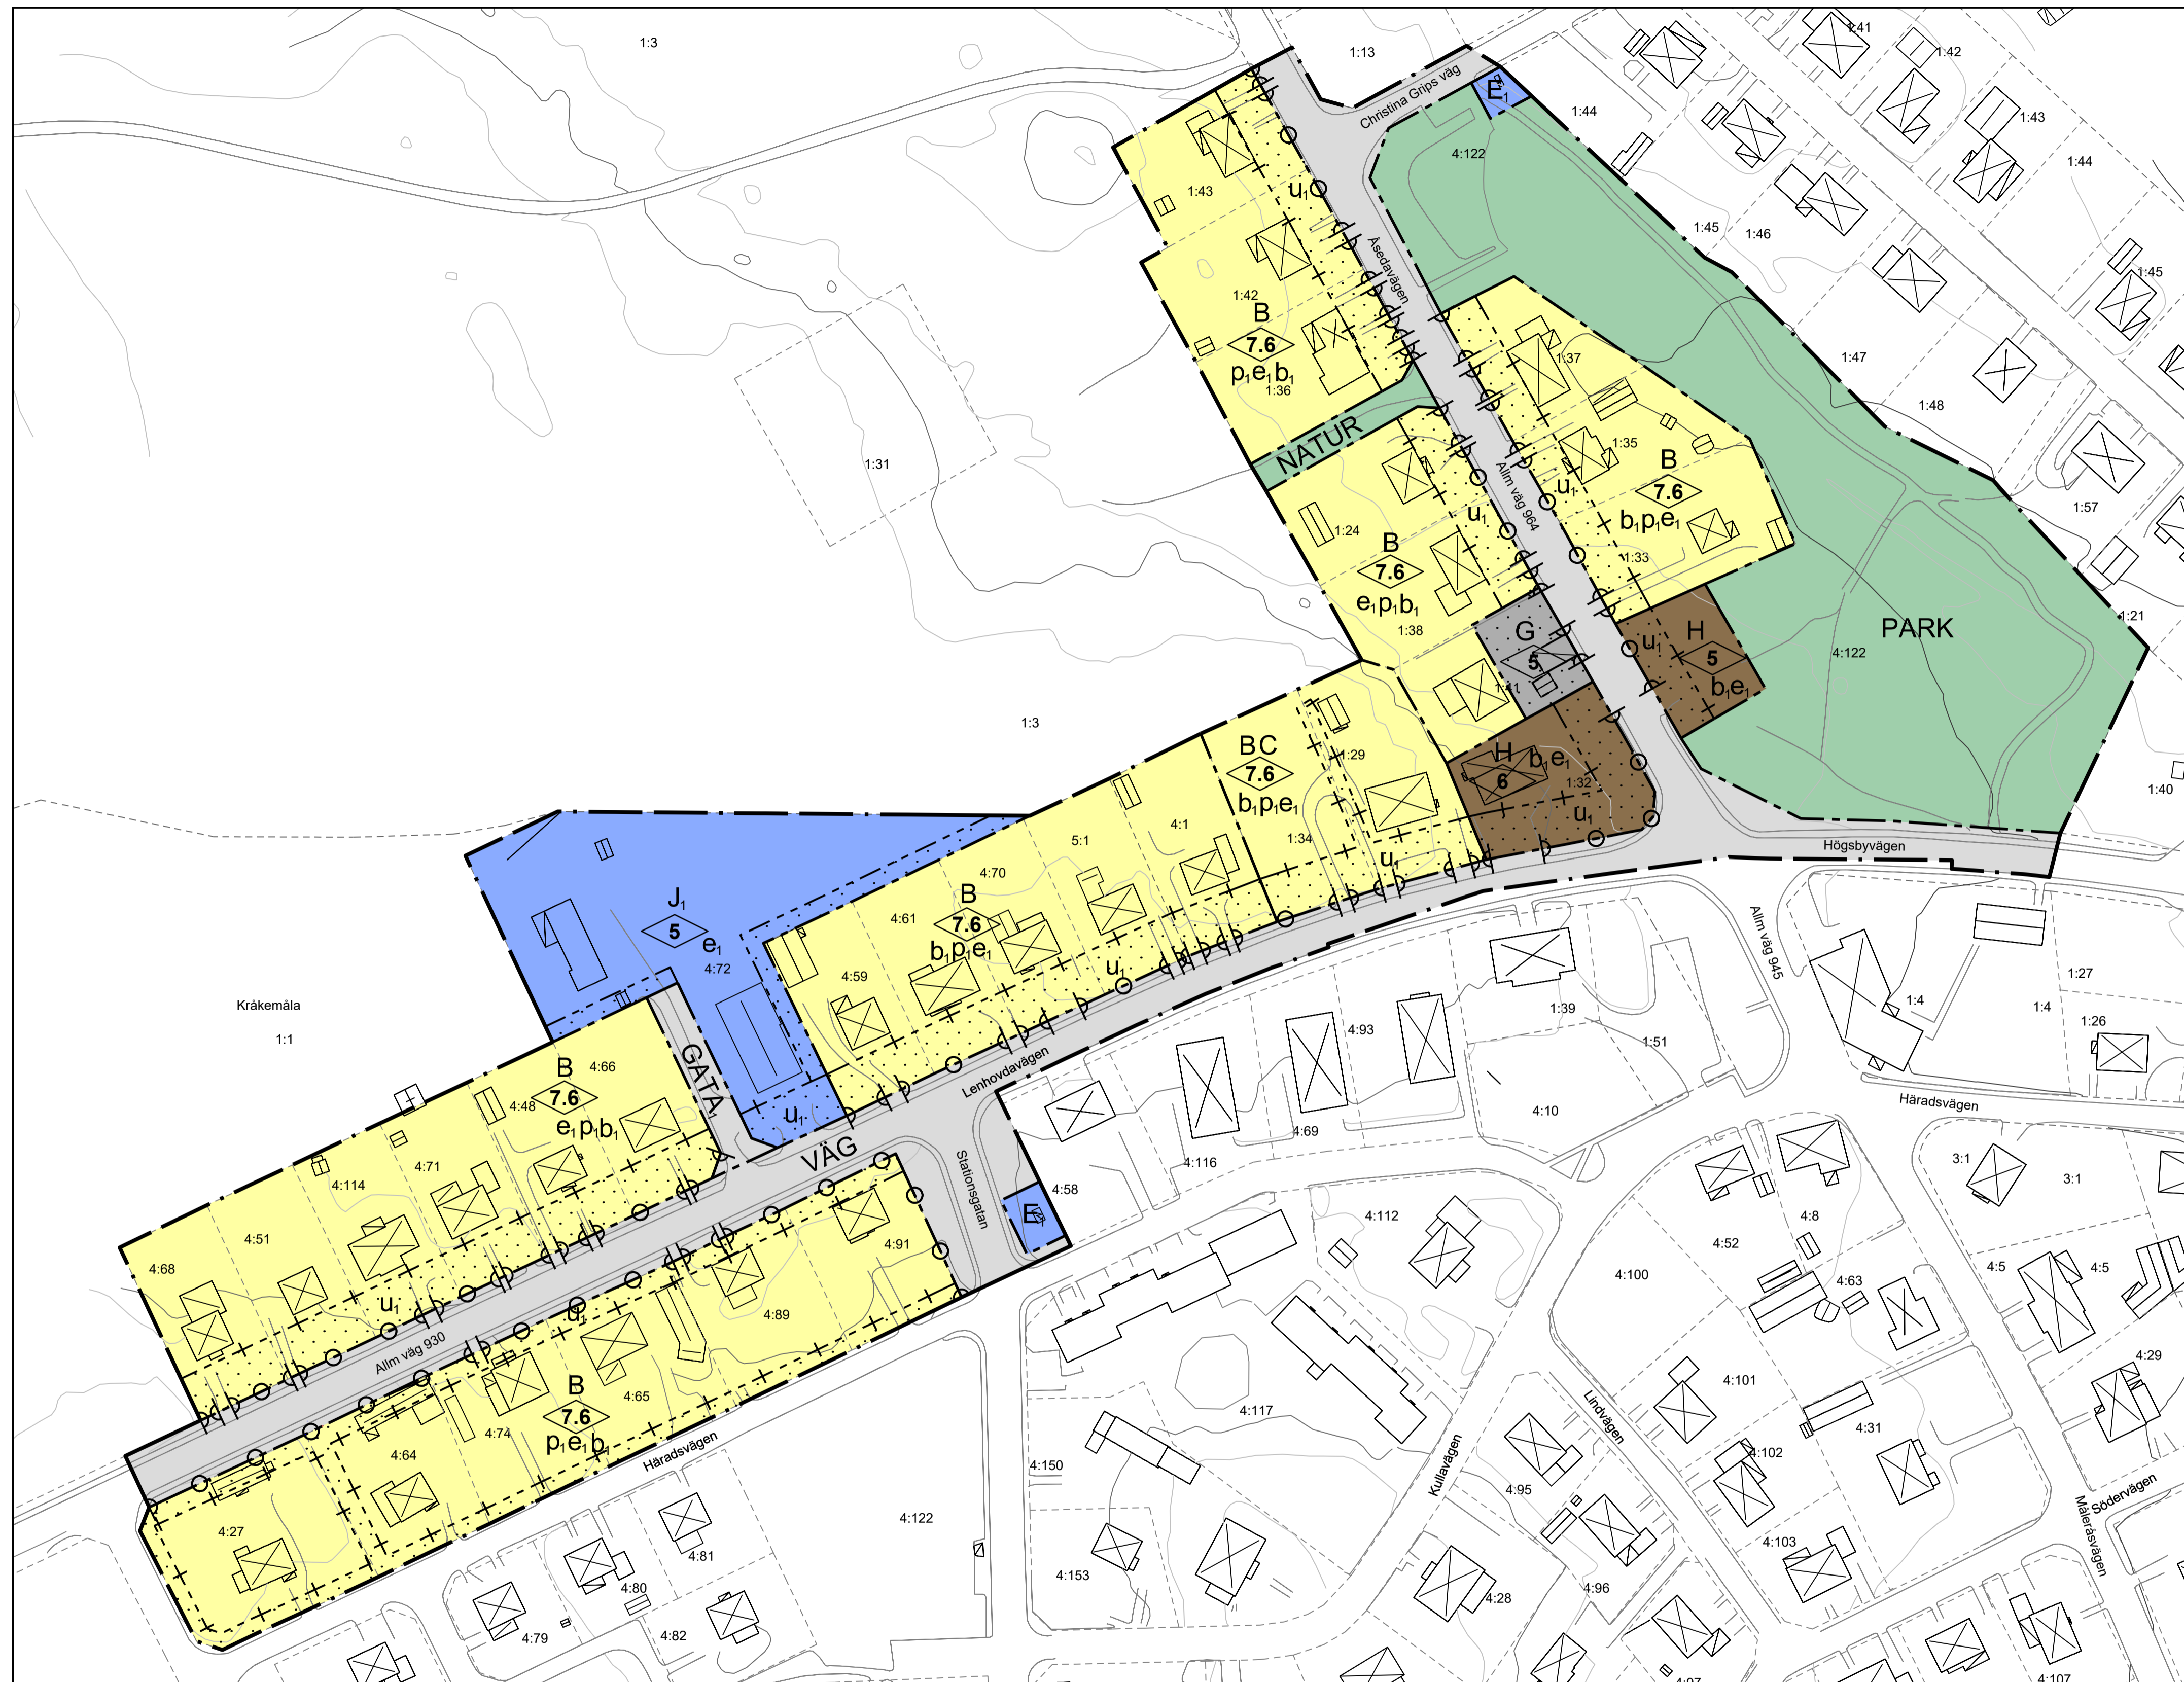 1:3
1:13
1:41
1:42
Christina Grips väg
E₁
1:44
1:43
4:122
1:44
1:43
u₁
1:45
1:46
Åsedavägen
1:45
1:42
B
7.6
p₁e₁b₁
1:36
1:37
1:47
1:48
NATUR
1:31
1:35
B
7.6
b₁p₁e₁
u₁
Allm väg 964
1:57
u₁
1:24
B
7.6
e₁p₁b₁
1:33
1:38
G
5
u₁
H
5
b₁e₁
PARK
4:122
1:21
1:41
1:3
BC
7.6
b₁p₁e₁
1:29
1:34
H
6
b₁e₁
1:32
u₁
1:40
Högsbyvägen
4:1
5:1
4:70
u₁
4:61
B
7.6
b₁p₁e₁
J₁
5
e₁
4:72
4:59
u₁
Allm väg 945
1:27
1:4
1:4
1:26
Kråkemåla
1:1
1:39
4:93
1:51
4:66
B
7.6
e₁p₁b₁
4:48
GATA₁
u₁
Lenhovdavägen
VÄG
4:10
Häradsvägen
4:69
4:116
4:71
4:114
Stationsgatan
4:58
E₁
3:1
3:1
4:112
4:8
4:52
4:51
4:68
4:91
4:100
4:63
4:5
4:5
u₁
u₁
4:89
Allm väg 930
B
7.6
p₁e₁b₁
4:65
4:74
4:64
Häradsvägen
4:29
4:101
4:117
Lindvägen
4:31
4:150
Kullavägen
4:102
4:95
Södervägen
4:27
4:122
Måleråsvägen
4:81
4:80
4:103
4:153
4:96
4:28
4:79
4:82
4:97
4:107